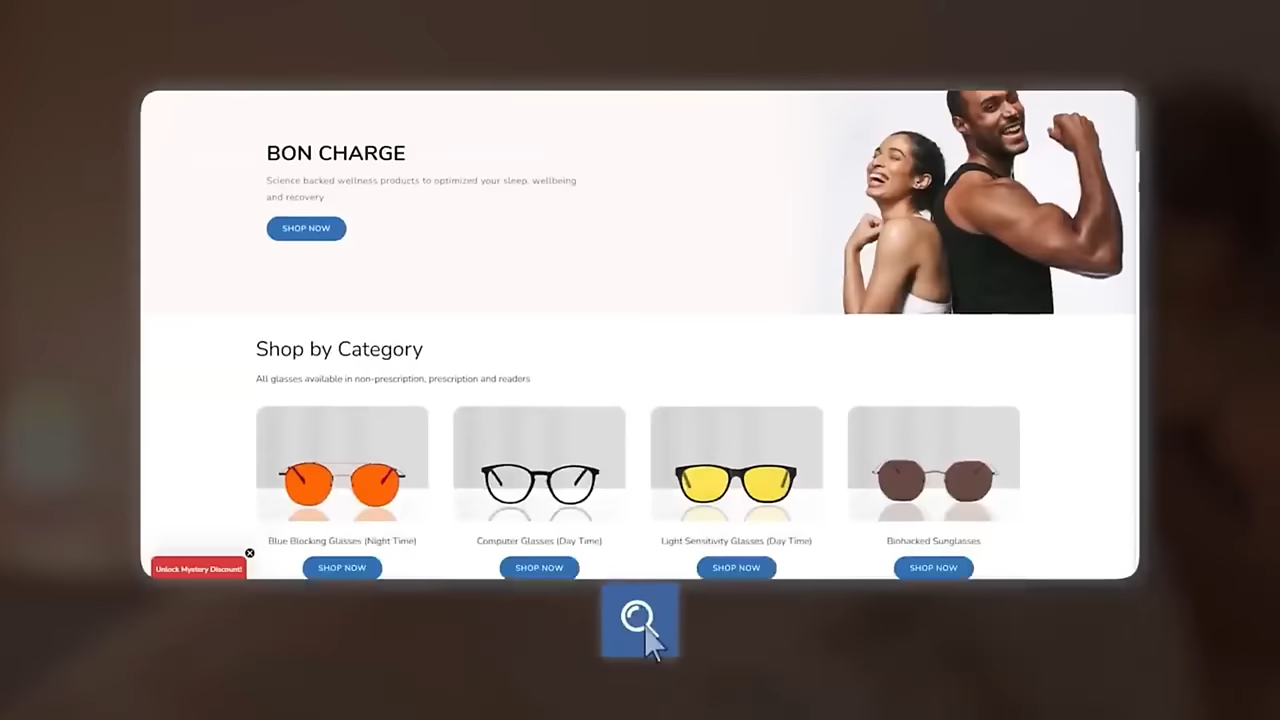 BON CHARGE
Science backed wellness products to optimized your sleep, wellbeing
and recovery
SHOP NOW
Shop by Category
All glasses available in non-prescription, prescription and readers
Blue Blocking Glasses (Night Time)
Computer Glasses (Day Time)
Light Sensitivity Glasses (Day Time)
Biohacked Sunglasses
SHOP NOW
SHOP NOW
SHOP NOW
SHOP NOW
Unlock Mystery Discount!